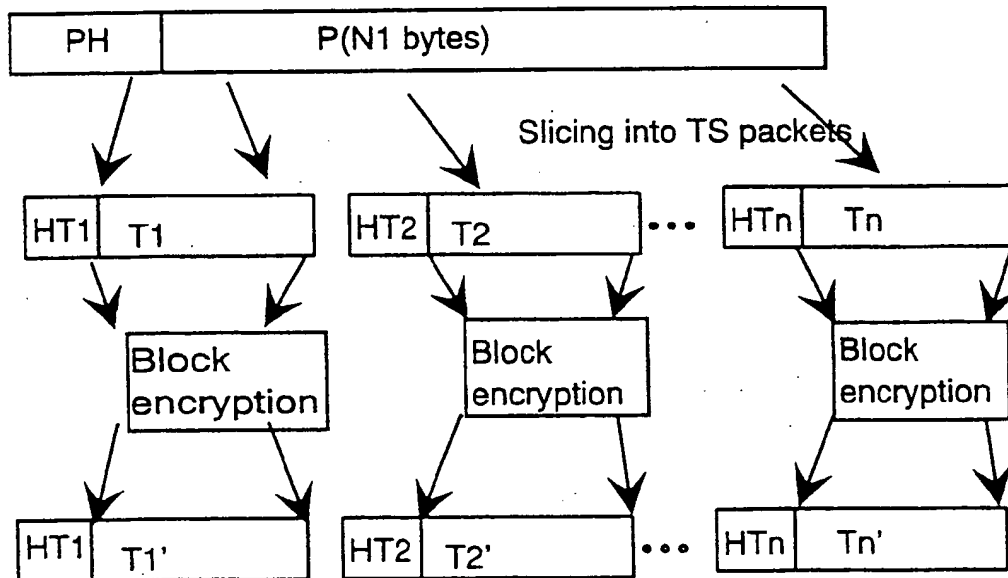 PH
P(N1 bytes)
Slicing into TS packets
HT1
T1
HT2
T2
HTn
Tn
Block
encryption
Block
encryption
Block
encryption
HT1
T1'
HT2
T2'
HTn
Tn'